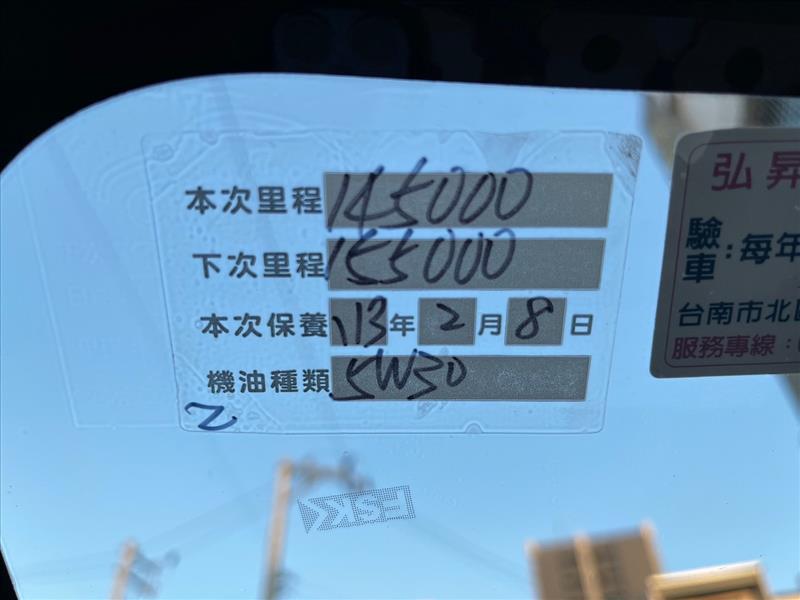 本次里程 145000
下次里程 155000
本次保養 113年 2月 8日
機油種類 5W30
2
FSK
弘昇
驗車：每年
台南市北
服務專線：